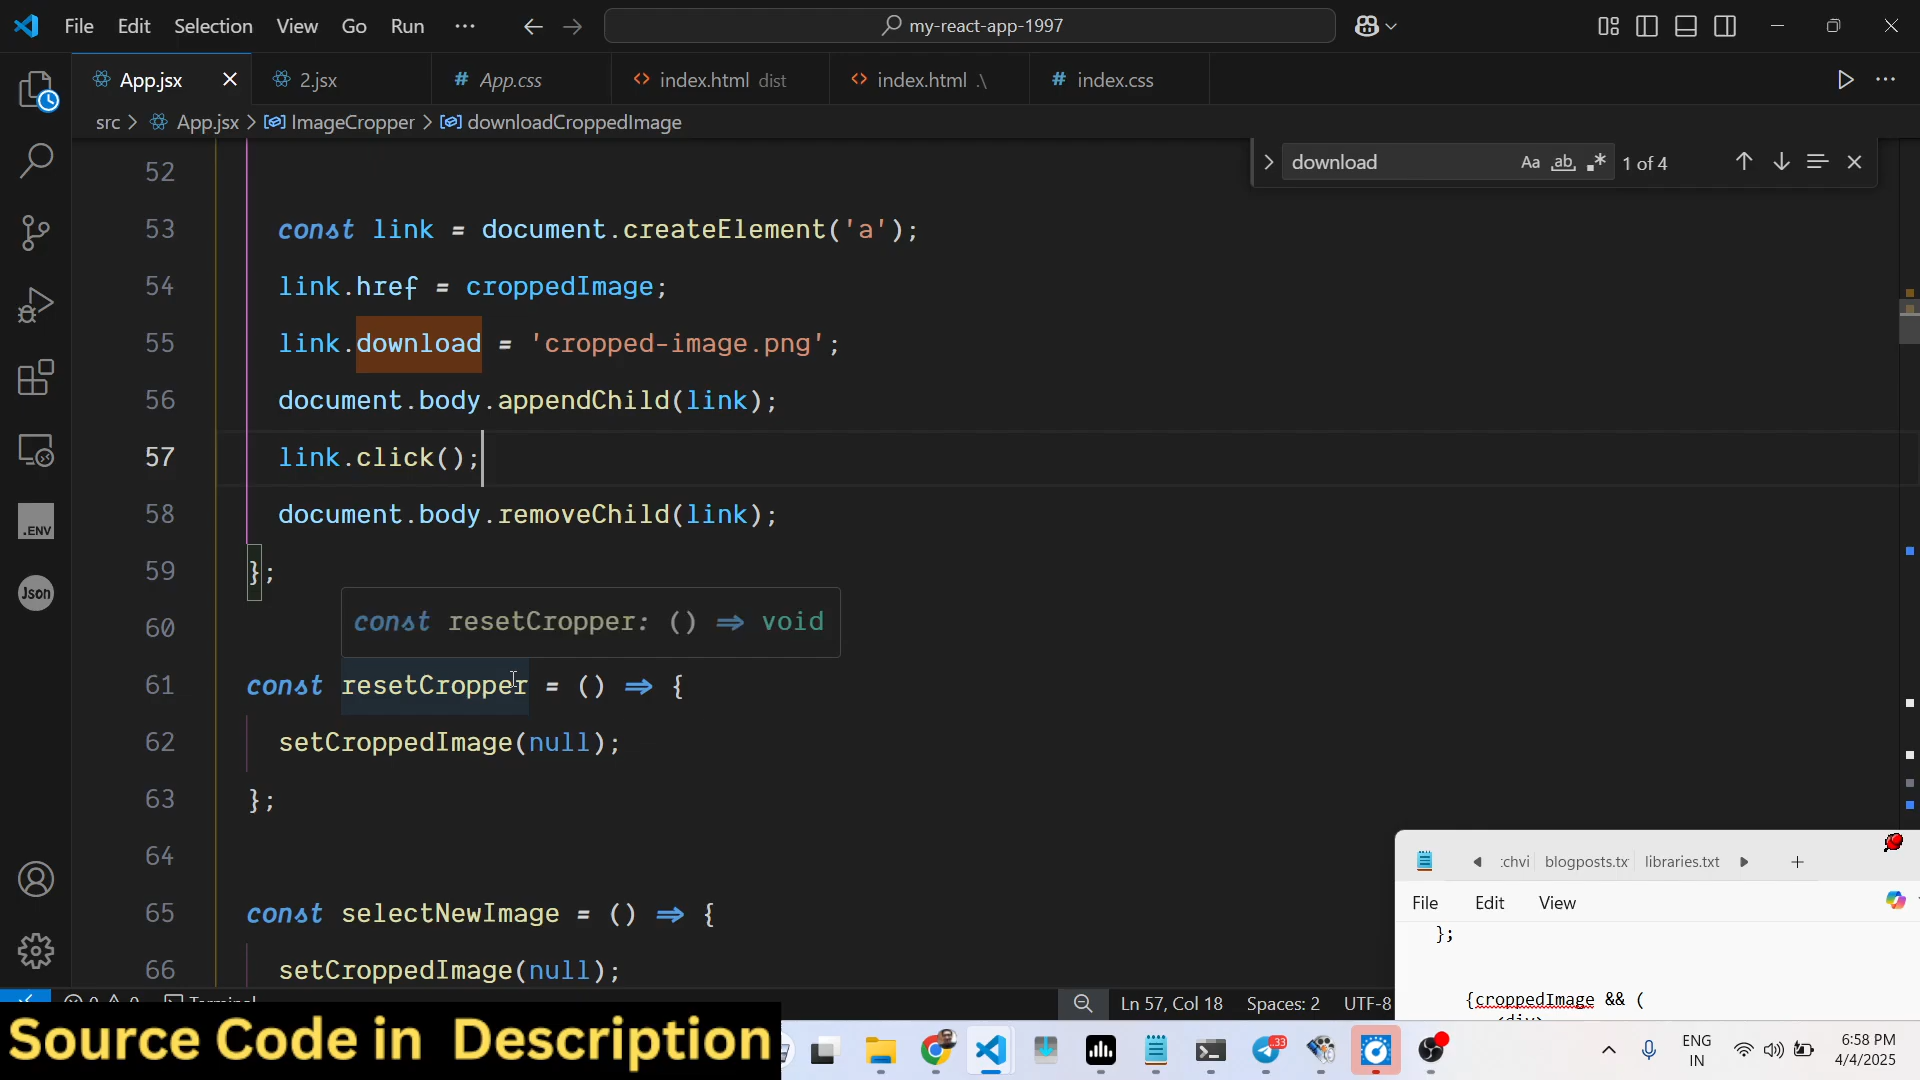 File Edit Selection View Go Run ··· my-react-app-1997
App.jsx 2.jsx App.css index.html dist index.html .\ index.css
src > App.jsx > ImageCropper > downloadCroppedImage
download Aa ab 1 of 4
52
53 const link = document.createElement('a');
54 link.href = croppedImage;
55 link.download = 'cropped-image.png';
56 document.body.appendChild(link);
57 link.click();
58 document.body.removeChild(link);
59 };
60
const resetCropper: () ⇒ void
61 const resetCropper = () ⇒ {
62 setCroppedImage(null);
63 };
64
65 const selectNewImage = () ⇒ {
66 setCroppedImage(null);
.ENV
Json
Ln 57, Col 18 Spaces: 2 UTF-8
blogposts.tx libraries.txt
File Edit View
};
{croppedImage && (
Source Code in Description
33
ENG
IN
6:58 PM
4/4/2025